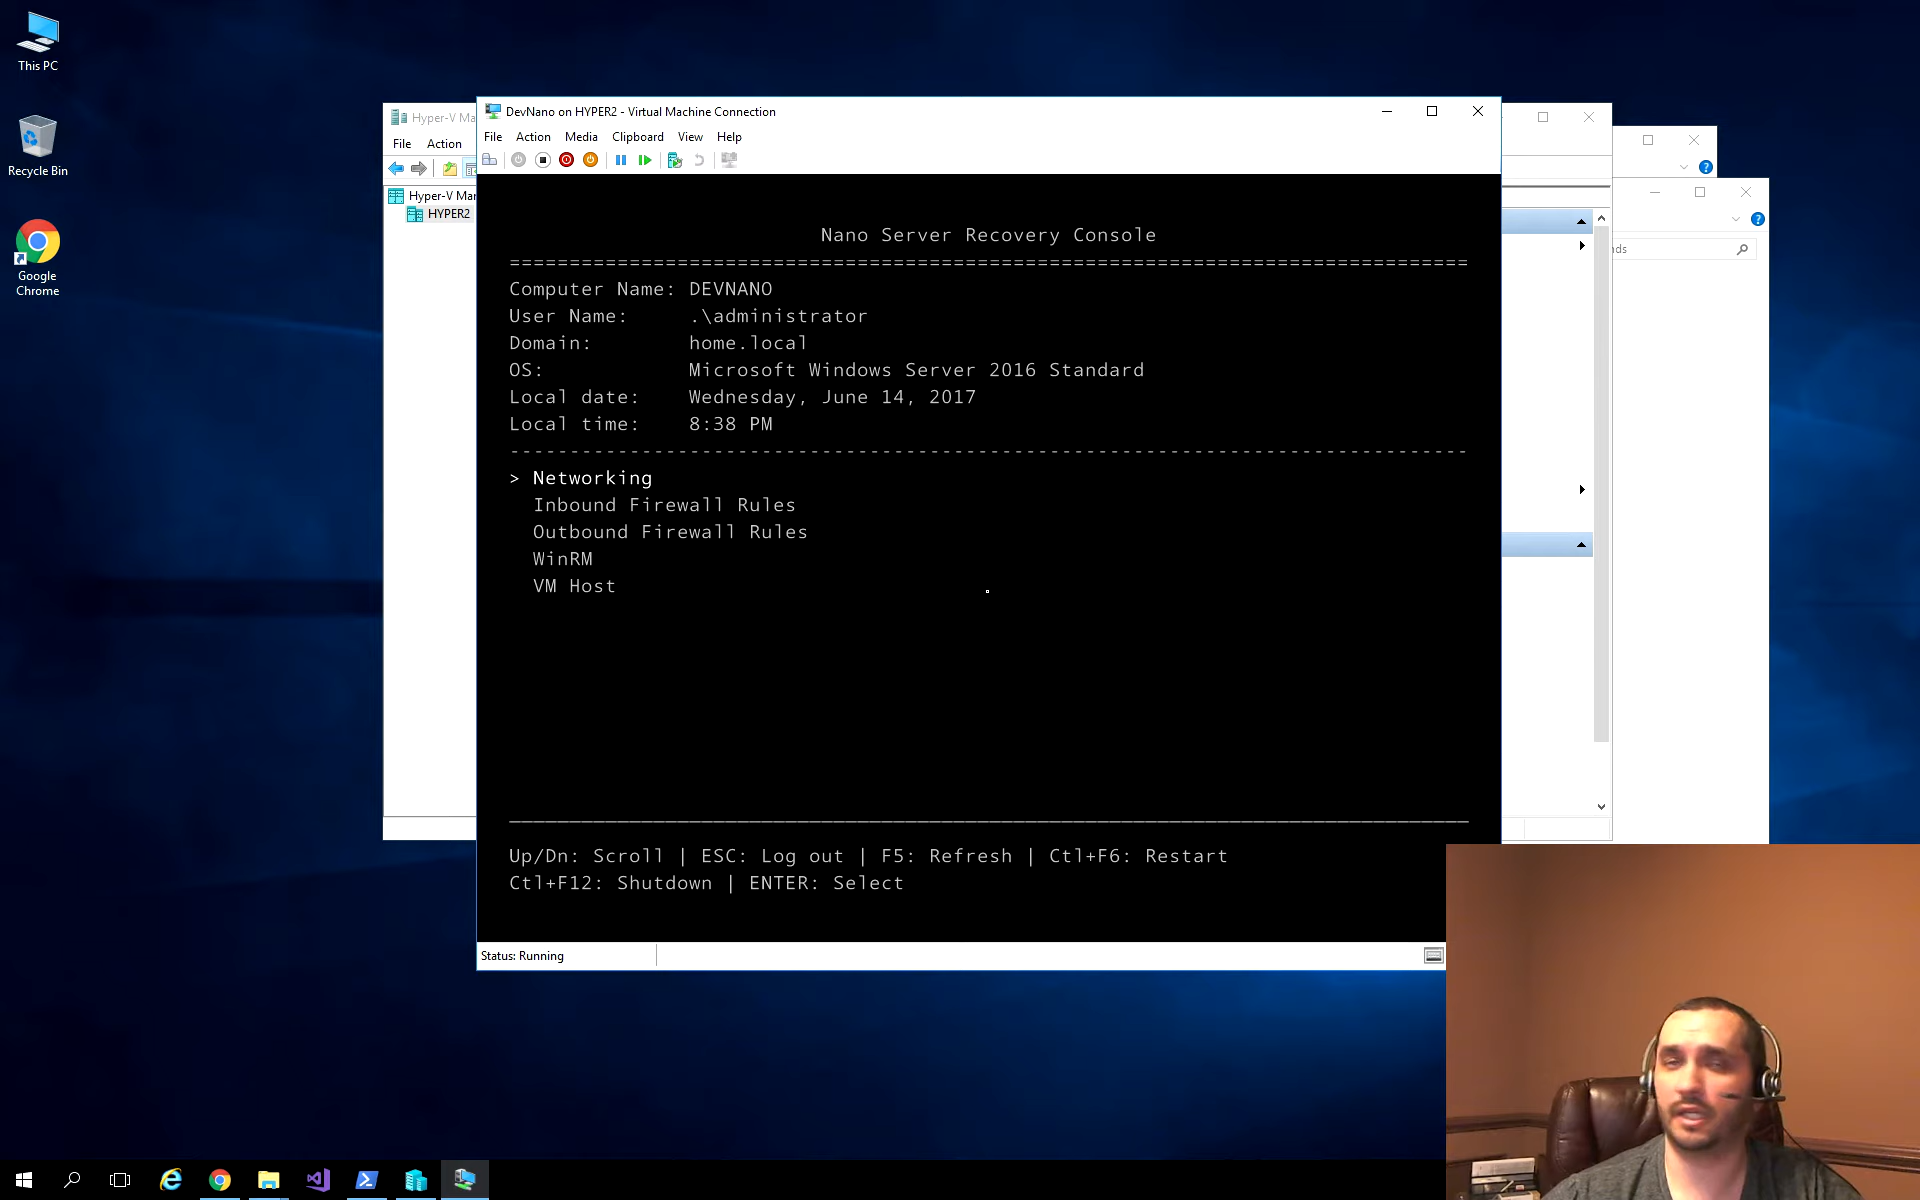 This PC
Recycle Bin
Google
Chrome
Hyper-V Ma
File Action
Hyper-V Mar
HYPER2
DevNano on HYPER2 - Virtual Machine Connection
File Action Media Clipboard View Help
Nano Server Recovery Console
================================================================================
Computer Name: DEVNANO
User Name: .\administrator
Domain: home.local
OS: Microsoft Windows Server 2016 Standard
Local date: Wednesday, June 14, 2017
Local time: 8:38 PM
--------------------------------------------------------------------------------
> Networking
Inbound Firewall Rules
Outbound Firewall Rules
WinRM
VM Host
Up/Dn: Scroll | ESC: Log out | F5: Refresh | Ctl+F6: Restart
Ctl+F12: Shutdown | ENTER: Select
Status: Running